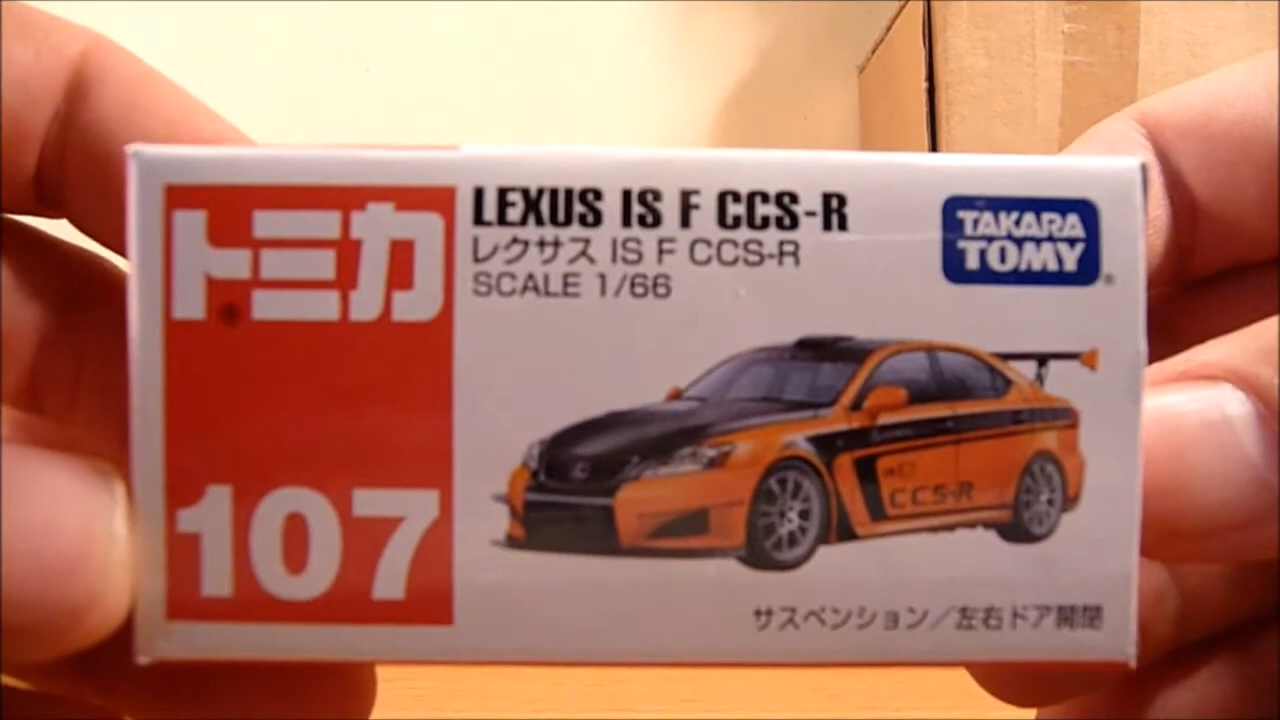 トミカ
107
LEXUS IS F CCS-R
レクサス IS F CCS-R
SCALE 1/66
TAKARA
TOMY
CCS-R
サスペンション/左右ドア開閉